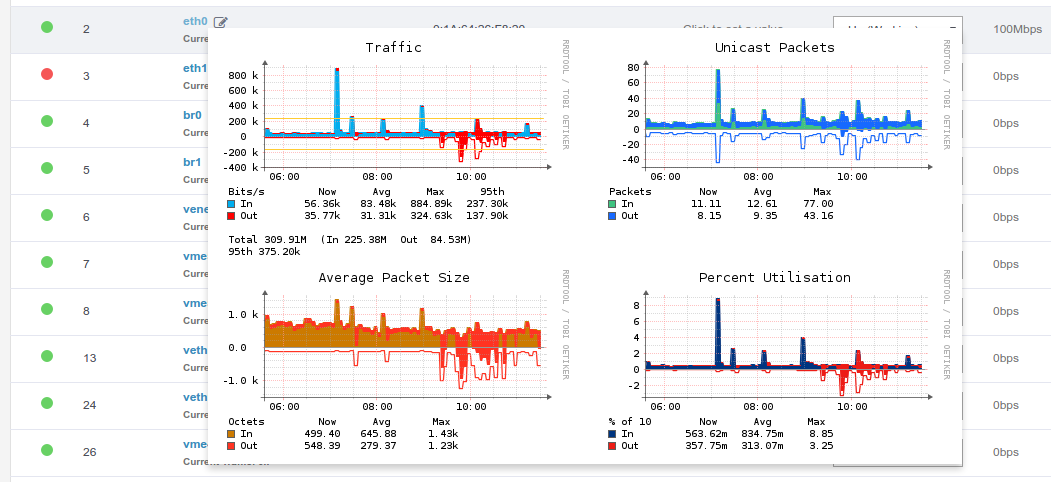 2 eth0 100Mbps
Curre
3 eth1 0bps
Curre
4 br0 0bps
Curre
5 br1 0bps
Curre
6 vene 0bps
Curre
7 vme 0bps
Curre
8 vme 0bps
Curre
13 veth 0bps
Curre
24 veth 0bps
Curre
26 vme 0bps
Traffic
RRDTOOL / TOBI OETIKER
800 k
600 k
400 k
200 k
0
-200 k
-400 k
06:00 08:00 10:00
Bits/s Now Avg Max 95th
In 56.36k 83.48k 884.89k 237.30k
Out 35.77k 31.31k 324.63k 137.90k
Total 309.91M (In 225.38M Out 84.53M)
95th 375.20k
Unicast Packets
RRDTOOL / TOBI OETIKER
80
60
40
20
0
-20
-40
06:00 08:00 10:00
Packets Now Avg Max
In 11.11 12.61 77.00
Out 8.15 9.35 43.16
Average Packet Size
RRDTOOL / TOBI OETIKER
1.0 k
0.0
-1.0 k
06:00 08:00 10:00
Octets Now Avg Max
In 499.40 645.88 1.43k
Out 548.39 279.37 1.23k
Percent Utilisation
RRDTOOL / TOBI OETIKER
8
6
4
2
0
-2
06:00 08:00 10:00
% of 10 Now Avg Max
In 563.62m 834.75m 8.85
Out 357.75m 313.07m 3.25